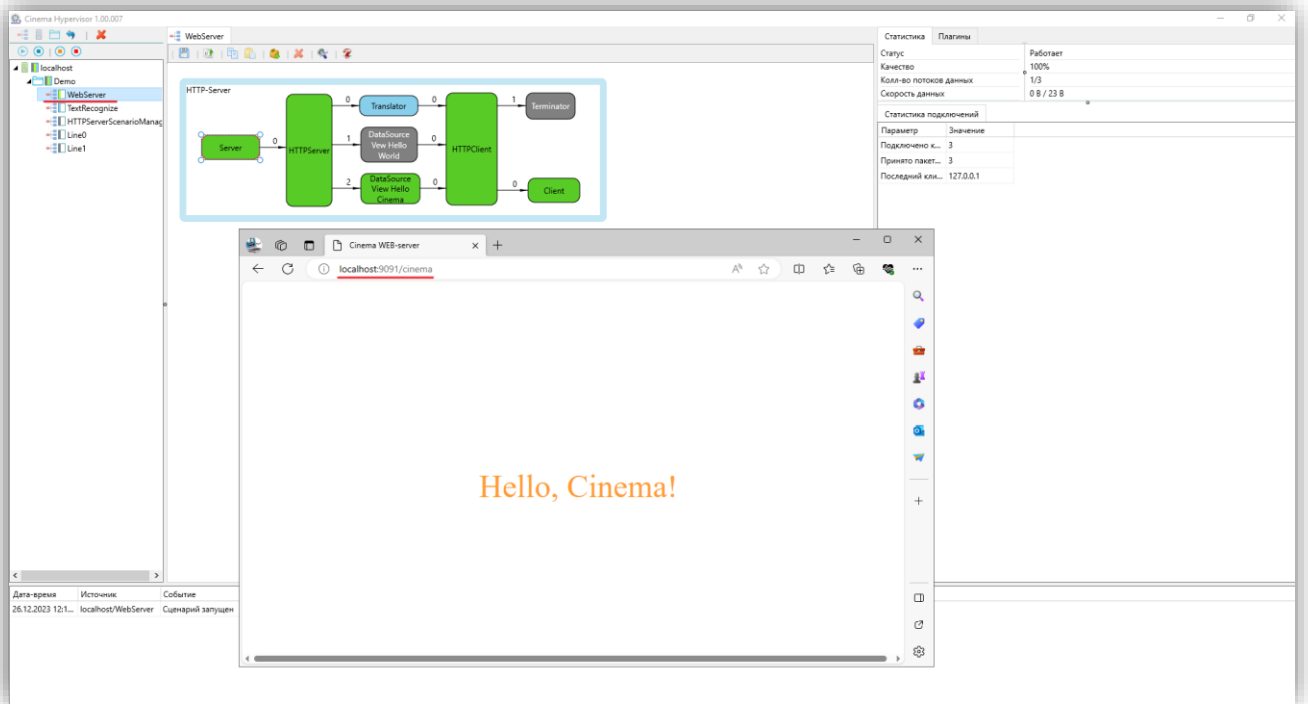 Cinema Hypervisor 1.00.007
WebServer
Статистика Плагины
localhost
Demo
WebServer
TextRecognize
HTTPServerScenarioManag
Line0
Line1
HTTP-Server
Server
0
HTTPServer
0
Translator
0
1
DataSource
Vew Hello
World
0
2
DataSource
View Hello
Cinema
0
HTTPClient
1
Terminator
0
Client
Статус Работает
Качество 100%
Колл-во потоков данных 1/3
Скорость данных 0 B / 23 B
Статистика подключений
Параметр Значение
Подключено к... 3
Принято пакет... 3
Последний кли... 127.0.0.1
Cinema WEB-server
localhost:9091/cinema
Hello, Cinema!
Дата-время Источник Событие
26.12.2023 12:1... localhost/WebServer Сценарий запущен